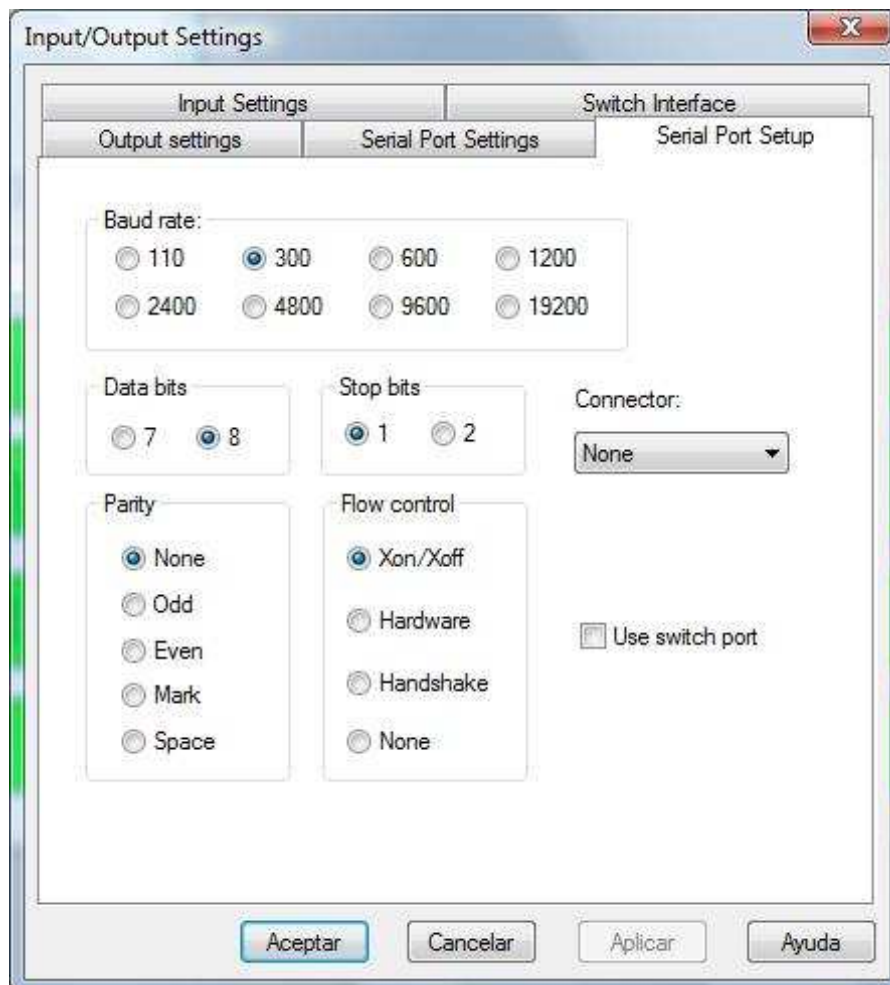 Input/Output Settings
Input Settings Switch Interface
Output settings Serial Port Settings Serial Port Setup
Baud rate:
110 300 600 1200
2400 4800 9600 19200
Data bits Stop bits
Connector:
7 8 1 2
None
Parity Flow control
None Xon/Xoff
Odd
Hardware
Even
Use switch port
Mark Handshake
Space None
Aceptar Cancelar Aplicar Ayuda